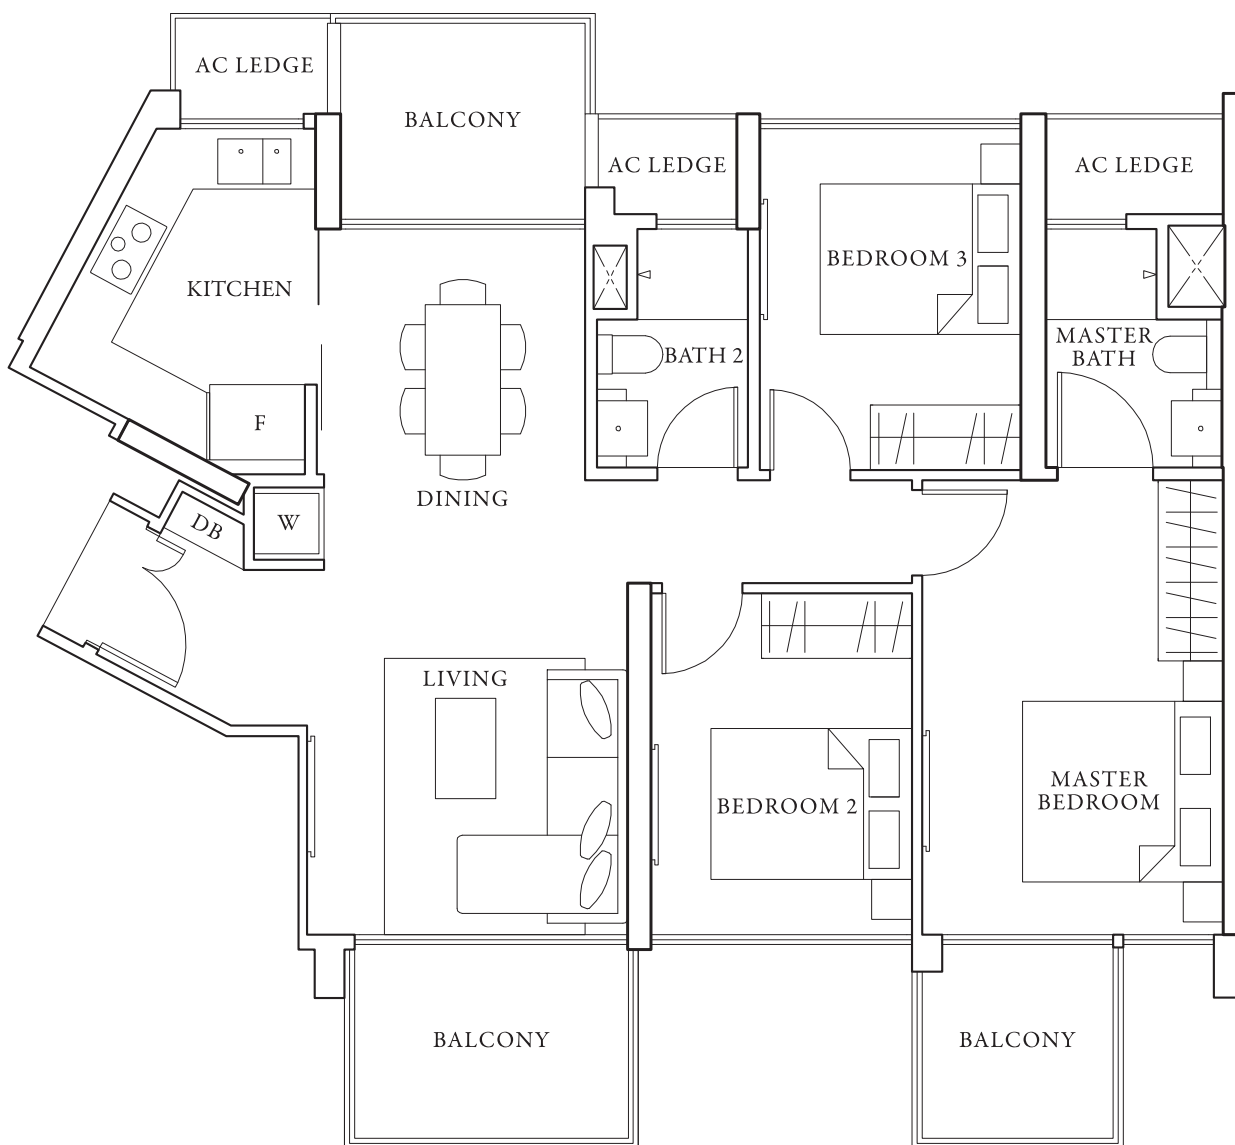 AC LEDGE
BALCONY
AC LEDGE
AC LEDGE
BEDROOM 3
KITCHEN
MASTER
BATH
BATH 2
F
DINING
W
DB
LIVING
MASTER
BEDROOM
BEDROOM 2
BALCONY
BALCONY